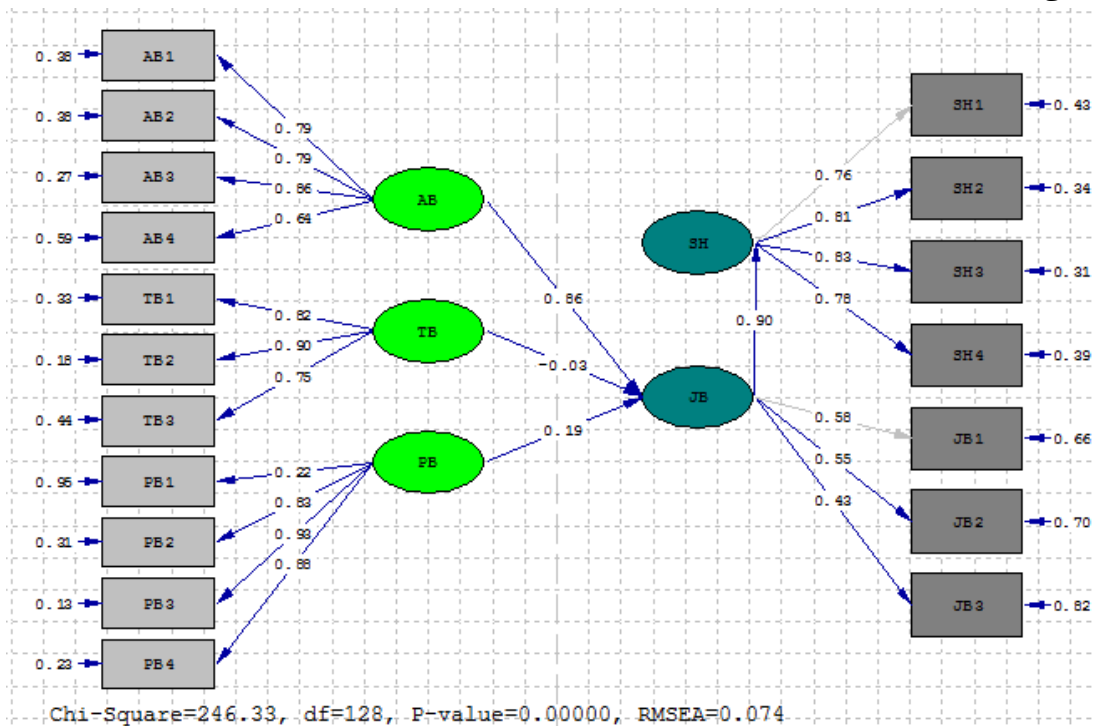 0.38 AB1
0.38 AB2
0.27 AB3
0.59 AB4
0.33 TB1
0.18 TB2
0.44 TB3
0.95 PB1
0.31 PB2
0.13 PB3
0.23 PB4
0.79
0.79
0.86
0.64
0.82
0.90
0.75
0.22
0.83
0.93
0.88
AB
TB
PB
0.86
-0.03
0.19
SH
0.90
JB
0.76
0.81
0.83
0.78
0.58
0.55
0.43
SH1 0.43
SH2 0.34
SH3 0.31
SH4 0.39
JB1 0.66
JB2 0.70
JB3 0.82
Chi-Square=246.33, df=128, P-value=0.00000, RMSEA=0.074